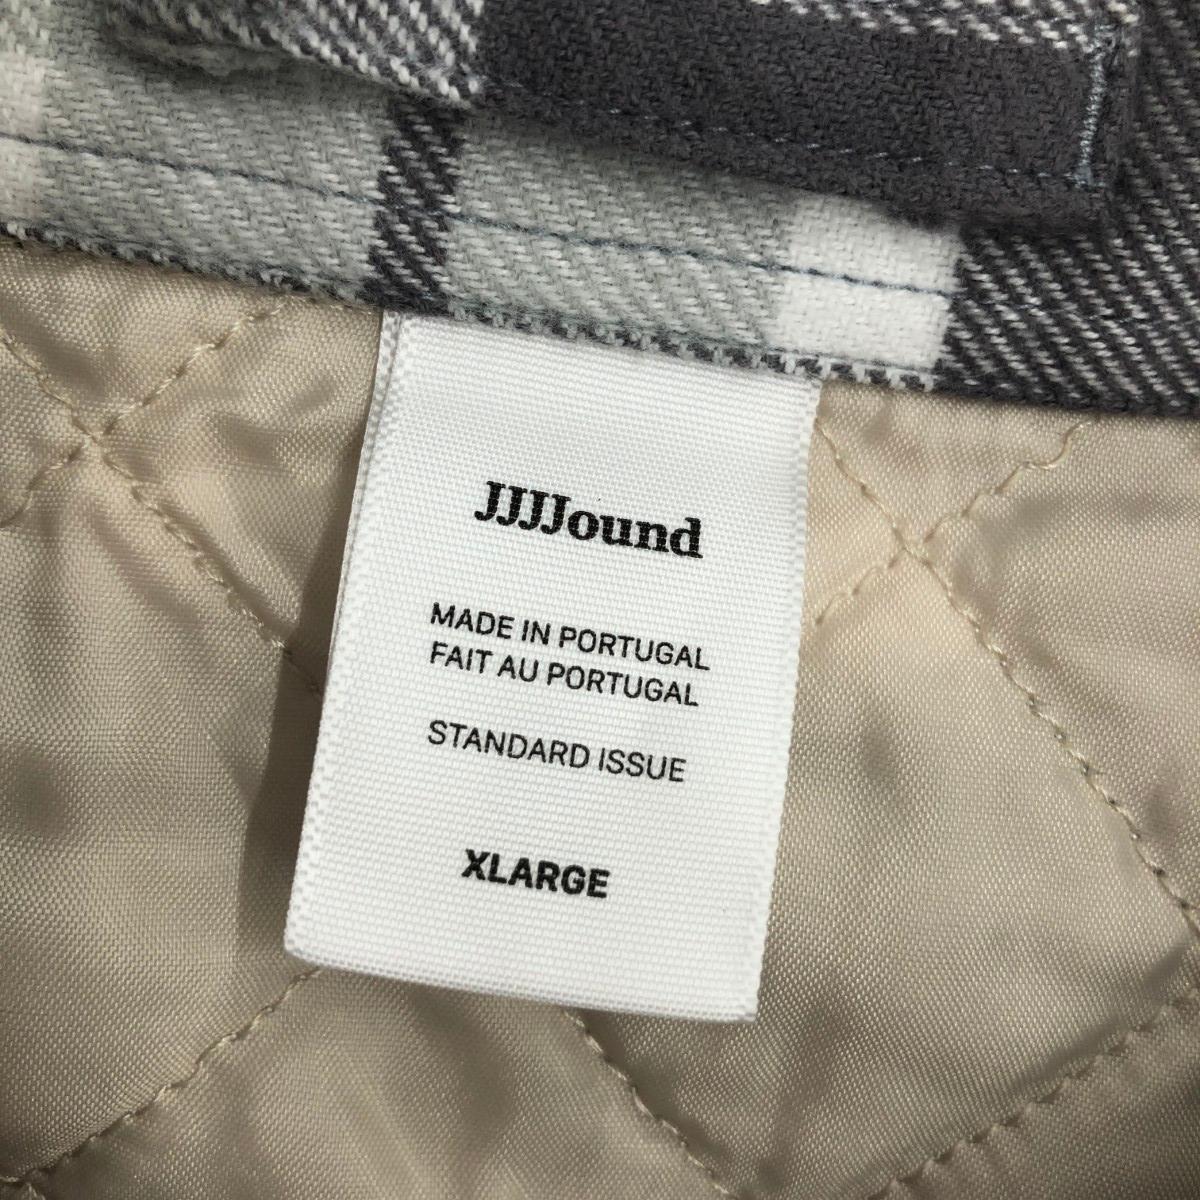 JJJJound
MADE IN PORTUGAL
FAIT AU PORTUGAL
STANDARD ISSUE
XLARGE